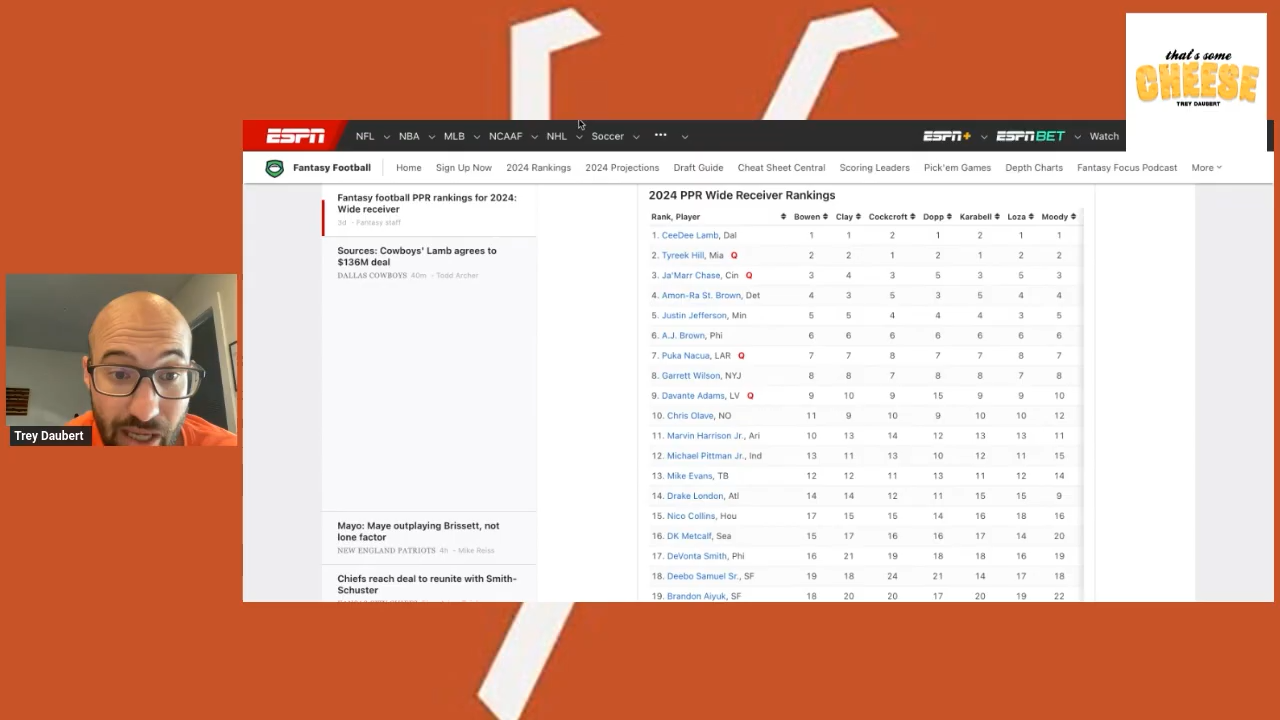 that's some
CHEESE
TREY DAUBERT
ESPN NFL NBA MLB NCAAF NHL Soccer ••• ESPN+ ESPN BET Watch
Fantasy Football Home Sign Up Now 2024 Rankings 2024 Projections Draft Guide Cheat Sheet Central Scoring Leaders Pick'em Games Depth Charts Fantasy Focus Podcast More
Fantasy football PPR rankings for 2024:
Wide receiver
3d - Fantasy staff
Sources: Cowboys' Lamb agrees to
$136M deal
DALLAS COWBOYS 40m - Todd Archer
Mayo: Maye outplaying Brissett, not
lone factor
NEW ENGLAND PATRIOTS 4h - Mike Reiss
Chiefs reach deal to reunite with Smith-
Schuster
2024 PPR Wide Receiver Rankings
Rank, Player Bowen Clay Cockcroft Dopp Karabell Loza Moody
1. CeeDee Lamb, Dal 1 1 2 1 2 1 1
2. Tyreek Hill, Mia Q 2 2 1 2 1 2 2
3. Ja'Marr Chase, Cin Q 3 4 3 5 3 5 3
4. Amon-Ra St. Brown, Det 4 3 5 3 5 4 4
5. Justin Jefferson, Min 5 5 4 4 4 3 5
6. A.J. Brown, Phi 6 6 6 6 6 6 6
7. Puka Nacua, LAR Q 7 7 8 7 7 8 7
8. Garrett Wilson, NYJ 8 8 7 8 8 7 8
9. Davante Adams, LV Q 9 10 9 15 9 9 10
10. Chris Olave, NO 11 9 10 9 10 10 12
11. Marvin Harrison Jr., Ari 10 13 14 12 13 13 11
12. Michael Pittman Jr., Ind 13 11 13 10 12 11 15
13. Mike Evans, TB 12 12 11 13 11 12 14
14. Drake London, Atl 14 14 12 11 15 15 9
15. Nico Collins, Hou 17 15 15 14 16 18 16
16. DK Metcalf, Sea 15 17 16 16 17 14 20
17. DeVonta Smith, Phi 16 21 19 18 18 16 19
18. Deebo Samuel Sr., SF 19 18 24 21 14 17 18
19. Brandon Aiyuk, SF 18 20 20 17 20 19 22
Trey Daubert